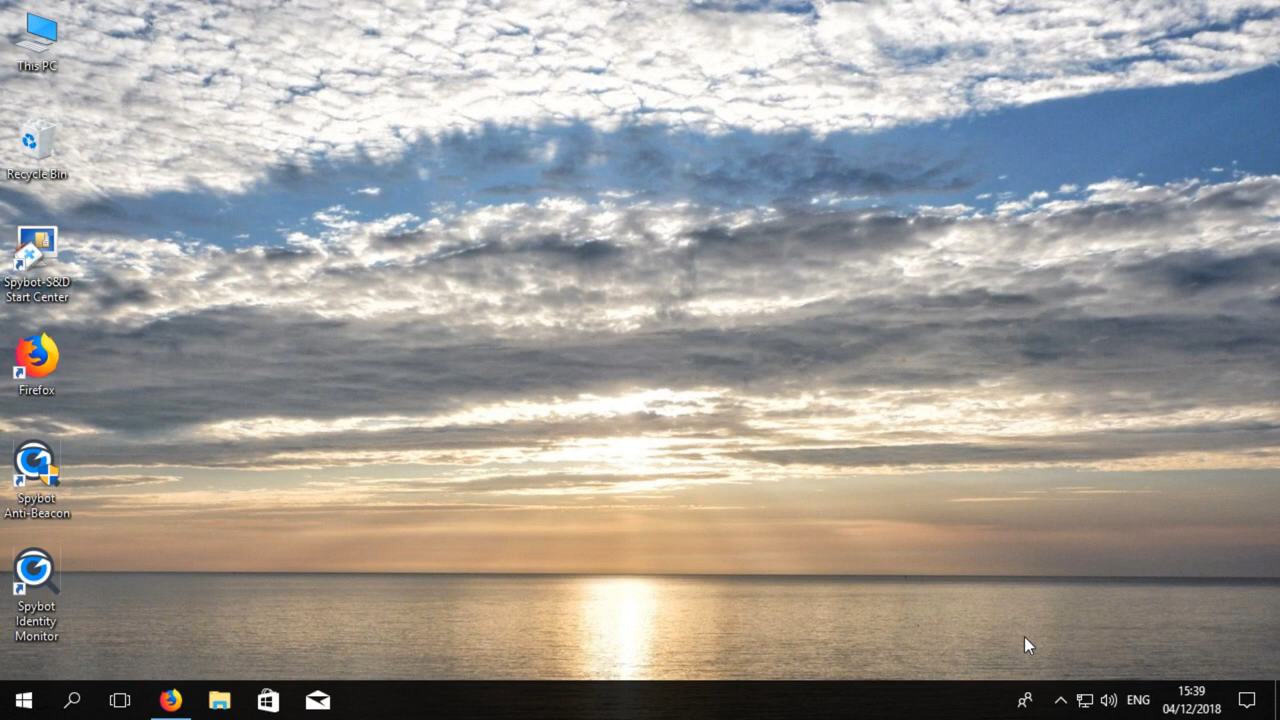 This PC
Recycle Bin
Spybot-S&D
Start Center
Firefox
Spybot
Anti-Beacon
Spybot
Identity
Monitor
ENG
15:39
04/12/2018